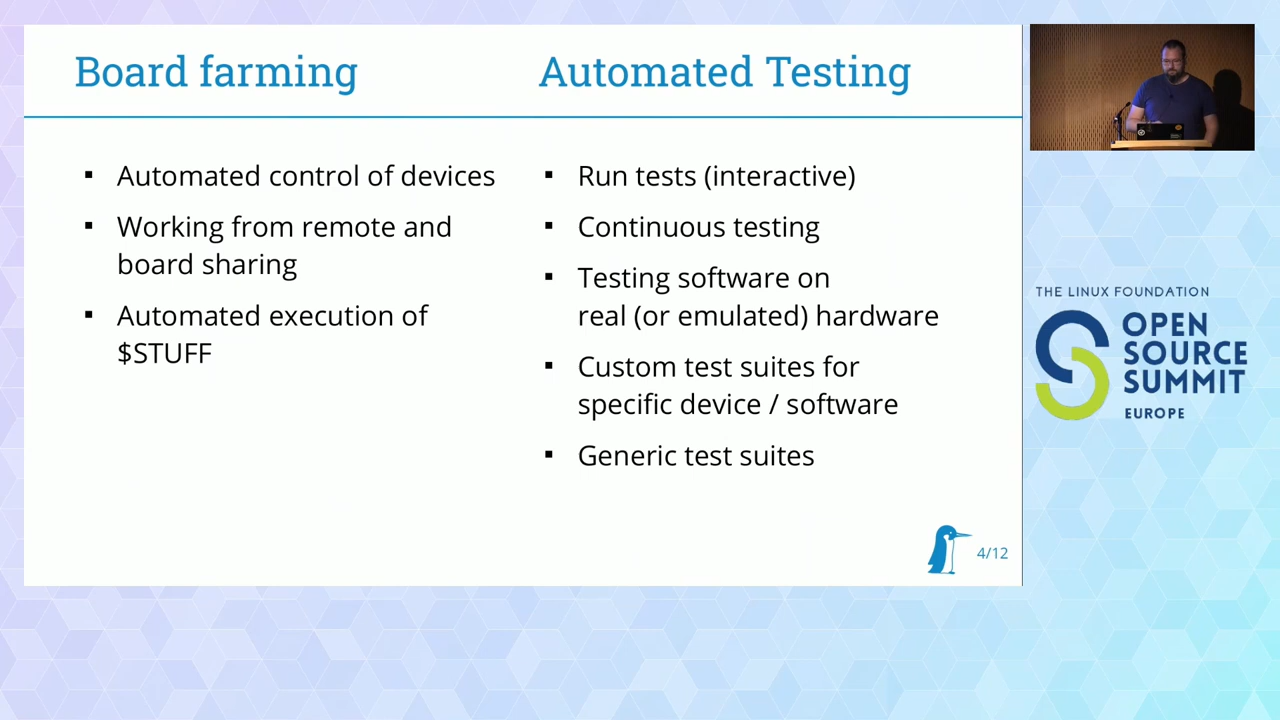 Board farming
Automated control of devices
Working from remote and
board sharing
Automated execution of
$STUFF
Automated Testing
Run tests (interactive)
Continuous testing
Testing software on
real (or emulated) hardware
Custom test suites for
specific device / software
Generic test suites
4/12
THE LINUX FOUNDATION
OPEN
SOURCE
SUMMIT
EUROPE